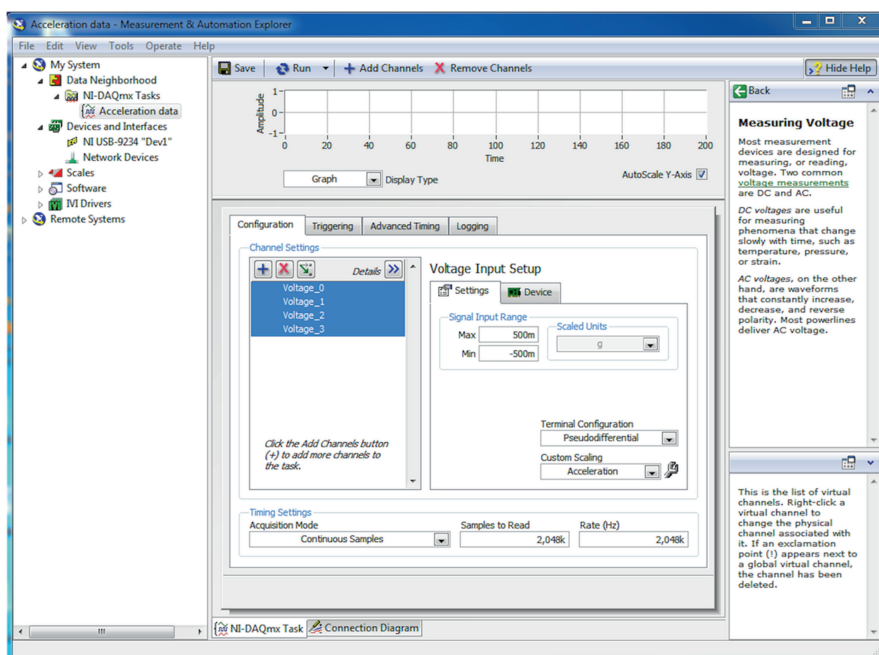 Acceleration data - Measurement & Automation Explorer
File Edit View Tools Operate Help
My System
Data Neighborhood
NI-DAQmx Tasks
Acceleration data
Devices and Interfaces
NI USB-9234 "Dev1"
Network Devices
Scales
Software
IVI Drivers
Remote Systems
Save Run Add Channels Remove Channels Hide Help
Amplitude
1
0
-1
0 20 40 60 80 100 120 140 160 180 200
Time
Graph Display Type AutoScale Y-Axis
Configuration Triggering Advanced Timing Logging
Channel Settings
Details
Voltage_0
Voltage_1
Voltage_2
Voltage_3
Click the Add Channels button
(+) to add more channels to
the task.
Voltage Input Setup
Settings Device
Signal Input Range
Max 500m
Min -500m
Scaled Units
g
Terminal Configuration
Pseudodifferential
Custom Scaling
Acceleration
Timing Settings
Acquisition Mode Samples to Read Rate (Hz)
Continuous Samples 2,048k 2,048k
NI-DAQmx Task Connection Diagram
Back
Measuring Voltage
Most measurement
devices are designed for
measuring, or reading,
voltage. Two common
voltage measurements
are DC and AC.
DC voltages are useful
for measuring
phenomena that change
slowly with time, such as
temperature, pressure,
or strain.
AC voltages, on the other
hand, are waveforms
that constantly increase,
decrease, and reverse
polarity. Most powerlines
deliver AC voltage.
This is the list of virtual
channels. Right-click a
virtual channel to
change the physical
channel associated with
it. If an exclamation
point (!) appears next to
a global virtual channel,
the channel has been
deleted.